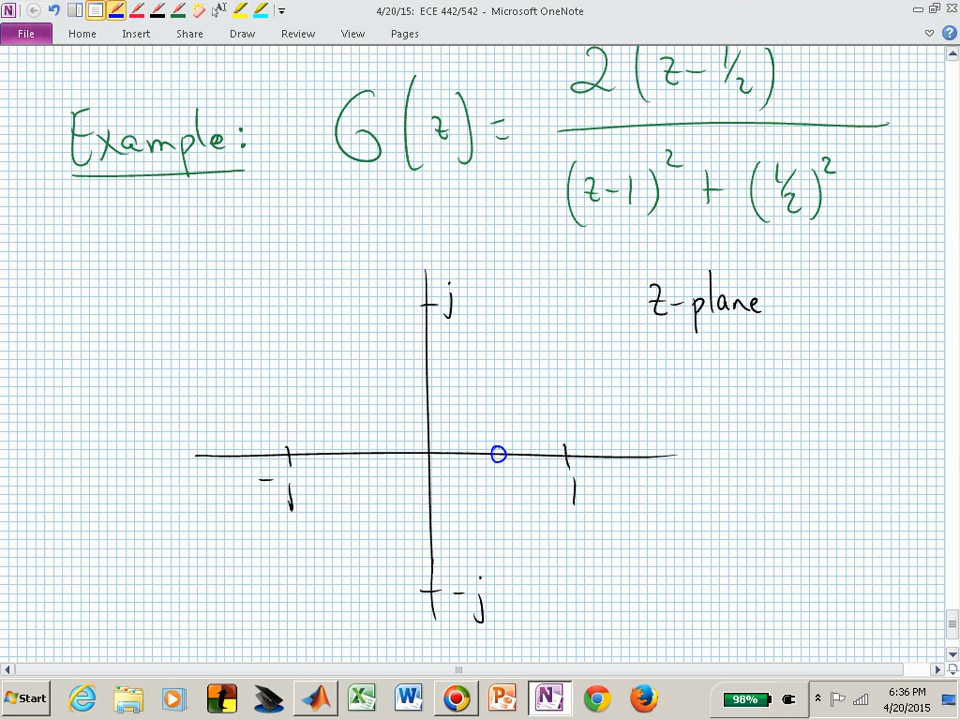 4/20/15: ECE 442/542 - Microsoft OneNote
File Home Insert Share Draw Review View Pages
Example: G(z) = 2(z-1/2)
(z-1)² + (1/2)²
j
z-plane
-1
1
-j
Start
98%
6:36 PM
4/20/2015